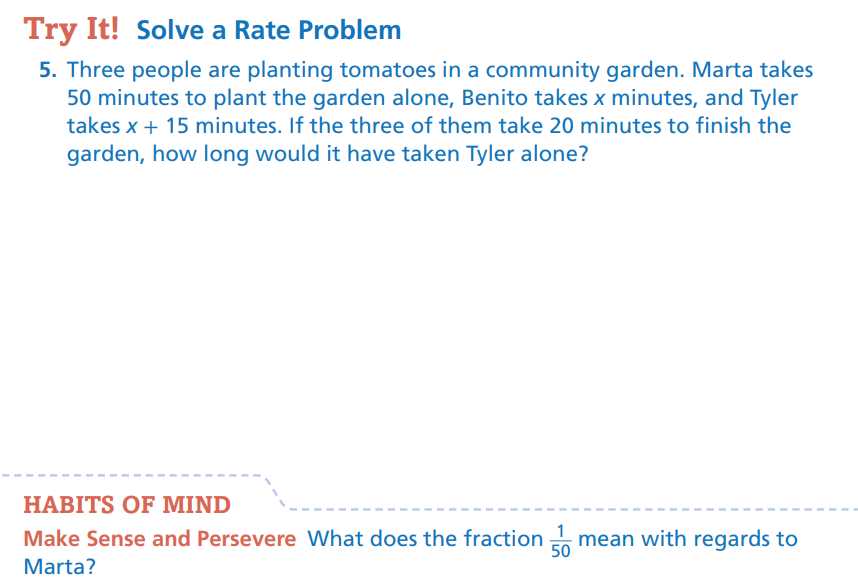 Try It! Solve a Rate Problem
5. Three people are planting tomatoes in a community garden. Marta takes
50 minutes to plant the garden alone, Benito takes x minutes, and Tyler
takes x + 15 minutes. If the three of them take 20 minutes to finish the
garden, how long would it have taken Tyler alone?
HABITS OF MIND
Make Sense and Persevere What does the fraction 1/50 mean with regards to
Marta?